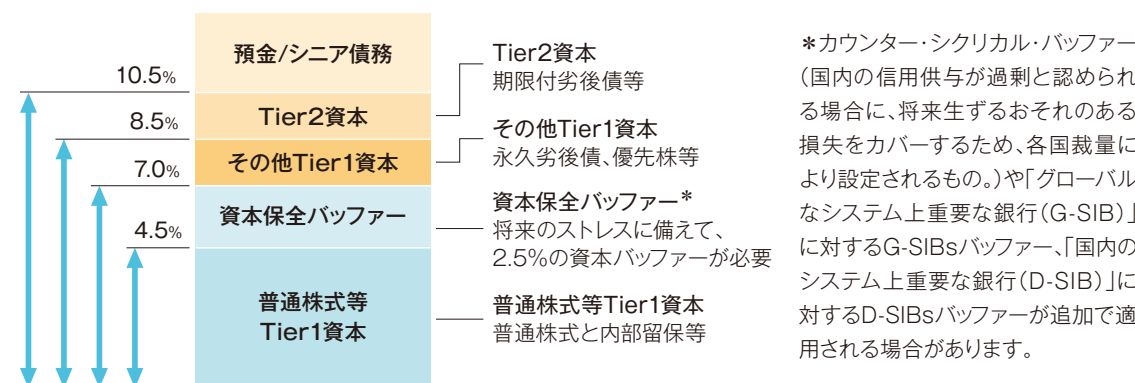 預金/シニア債務
10.5%
Tier2資本
8.5%
その他Tier1資本
7.0%
資本保全バッファー
4.5%
普通株式等
Tier1資本
Tier2資本
期限付劣後債等
その他Tier1資本
永久劣後債、優先株等
資本保全バッファー*
将来のストレスに備えて、
2.5%の資本バッファーが必要
普通株式等Tier1資本
普通株式と内部留保等
*カウンター・シクリカル・バッファー
(国内の信用供与が過剰と認められ
る場合に、将来生ずるおそれのある
損失をカバーするため、各国裁量に
より設定されるもの。)や「グローバル
なシステム上重要な銀行(G-SIB)」
に対するG-SIBsバッファー、「国内の
システム上重要な銀行(D-SIB)」に
対するD-SIBsバッファーが追加で適
用される場合があります。